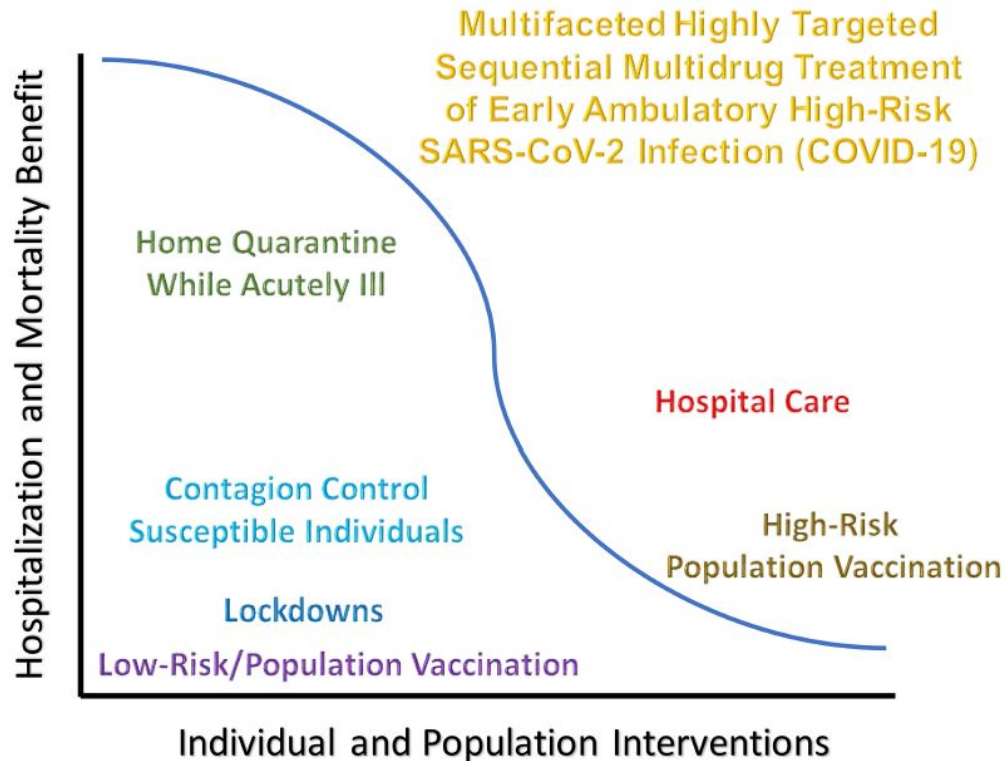 Multifaceted Highly Targeted
Sequential Multidrug Treatment
of Early Ambulatory High-Risk
SARS-CoV-2 Infection (COVID-19)
Hospitalization and Mortality Benefit
Home Quarantine
While Acutely Ill
Hospital Care
Contagion Control
Susceptible Individuals
High-Risk
Population Vaccination
Lockdowns
Low-Risk/Population Vaccination
Individual and Population Interventions